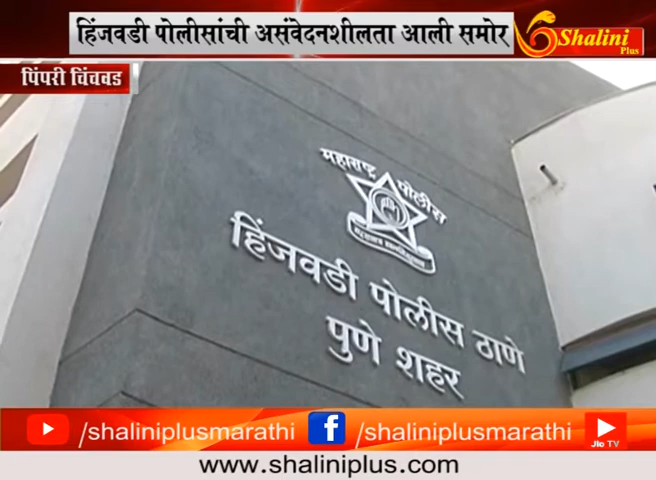 हिंजवडी पोलीसांची असंवेदनशीलता आली समोर
Shalini
Plus
पिंपरी चिंचवड
महाराष्ट्र पोलीस
हिंजवडी पोलीस ठाणे
पुणे शहर
/shaliniplusmarathi
/shaliniplusmarathi
Jio TV
www.shaliniplus.com